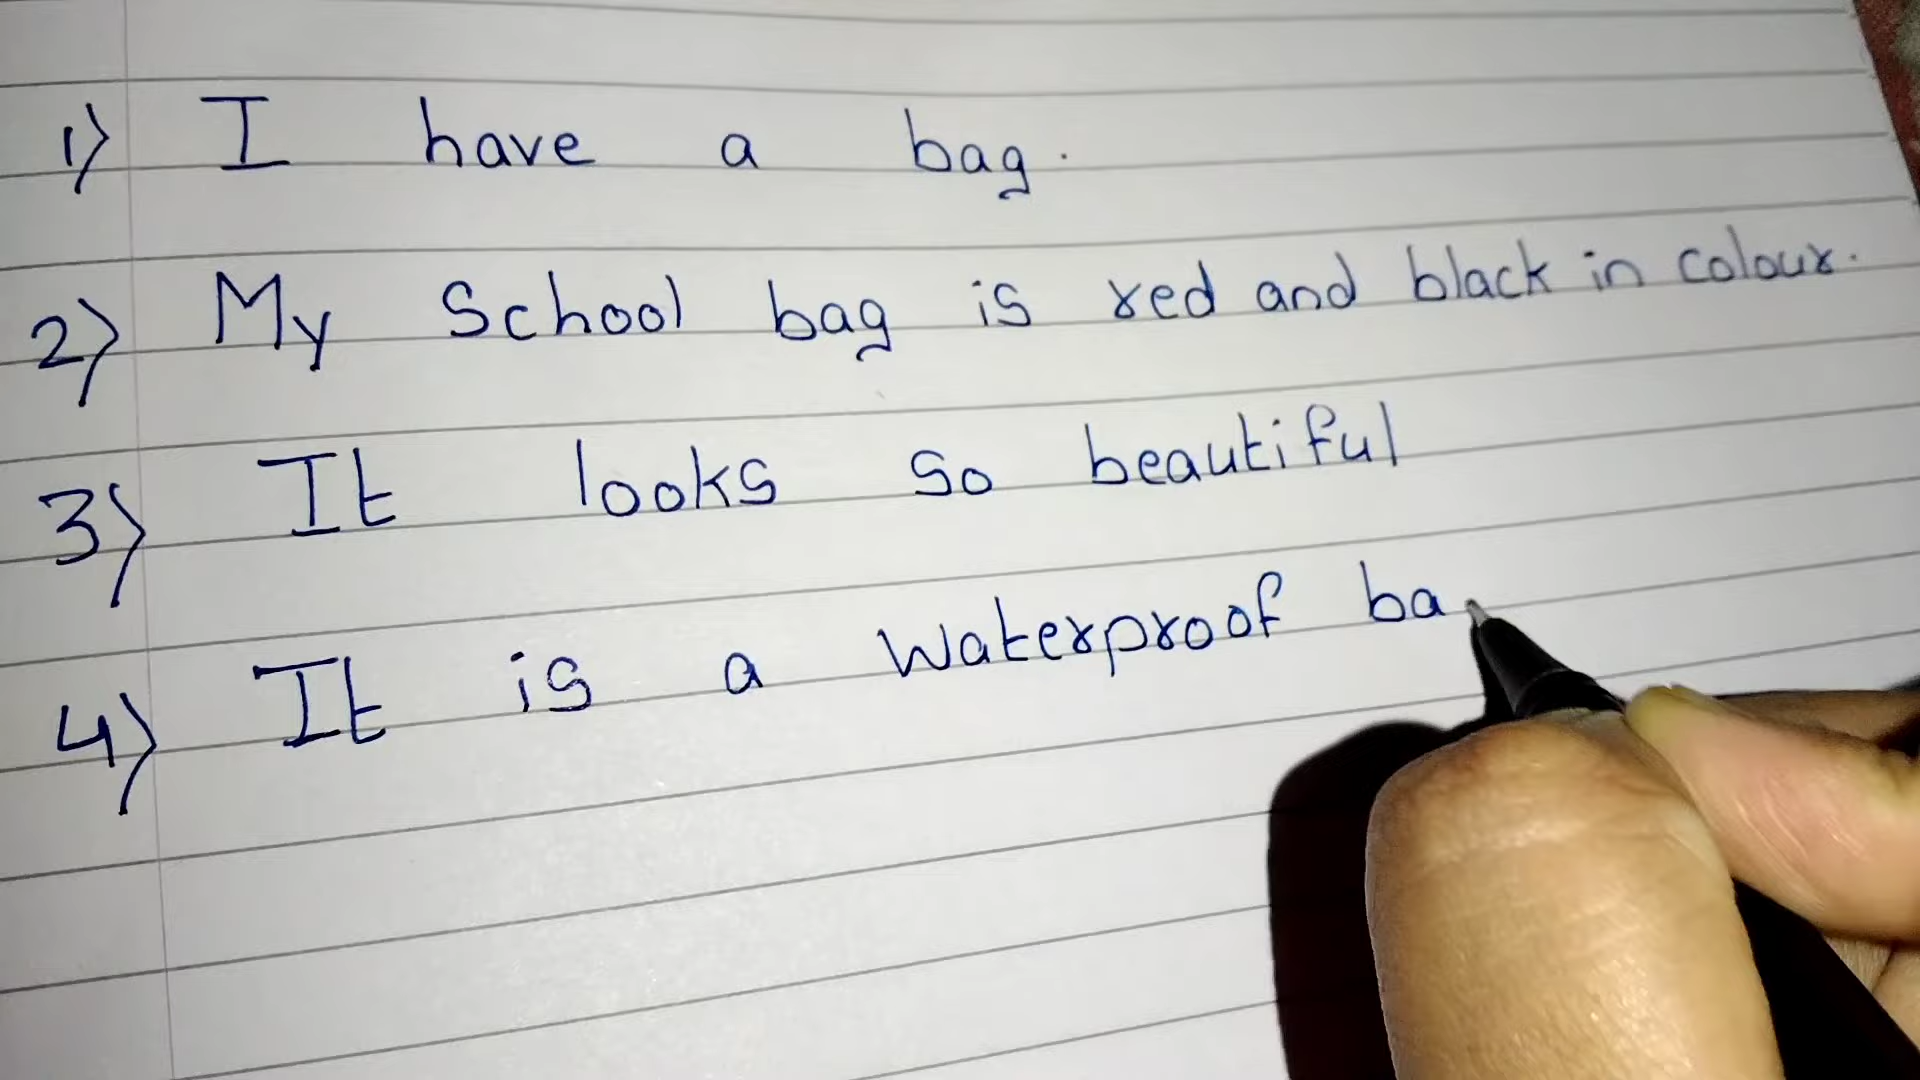 1) I have a bag.
2) My School bag is red and black in colour.
3) It looks so beautiful
4) It is a waterproof ba